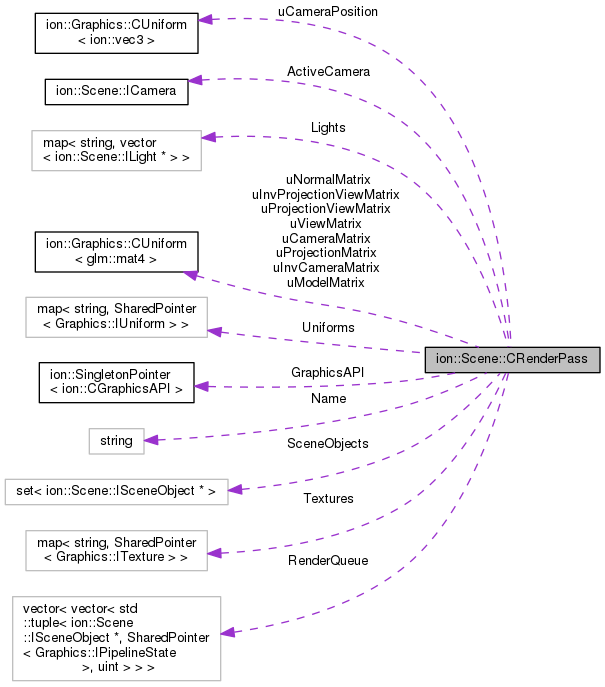 uCameraPosition
ion::Graphics::CUniform
< ion::vec3 >
ActiveCamera
ion::Scene::ICamera
Lights
map< string, vector
< ion::Scene::ILight * > >
uNormalMatrix
uInvProjectionViewMatrix
uProjectionViewMatrix
uViewMatrix
uCameraMatrix
uProjectionMatrix
uInvCameraMatrix
uModelMatrix
ion::Graphics::CUniform
< glm::mat4 >
map< string, SharedPointer
< Graphics::IUniform > >
Uniforms
ion::Scene::CRenderPass
ion::SingletonPointer
< ion::CGraphicsAPI >
GraphicsAPI
Name
string
SceneObjects
set< ion::Scene::ISceneObject * >
Textures
map< string, SharedPointer
< Graphics::ITexture > >
RenderQueue
vector< vector< std
::tuple< ion::Scene
::ISceneObject *, SharedPointer
< Graphics::IPipelineState
>, uint > > >